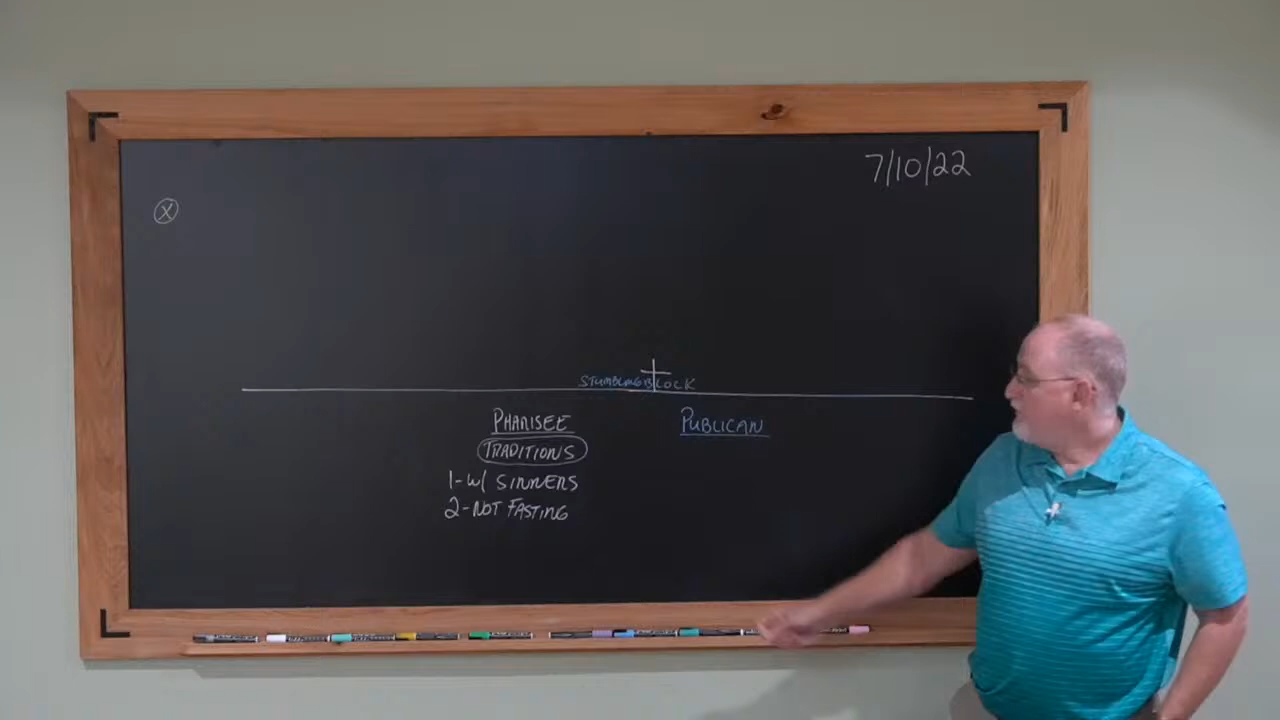 7/10/22
X
STUMBLINGBLOCK
PHARISEE
PUBLICAN
TRADITIONS
1-W/ SINNERS
2-NOT FASTING